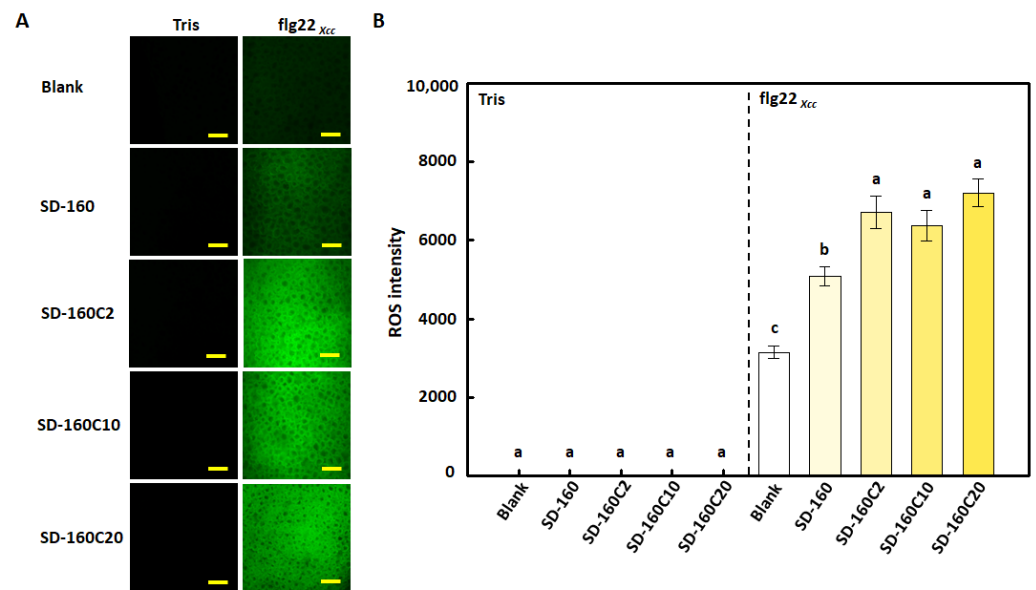 A
Tris
flg22 Xcc
Blank
SD-160
SD-160C2
SD-160C10
SD-160C20
B
ROS intensity
10,000
8000
6000
4000
2000
0
Tris
flg22 Xcc
a
a
a
a
a
c
b
a
a
a
Blank
SD-160
SD-160C2
SD-160C10
SD-160C20
Blank
SD-160
SD-160C2
SD-160C10
SD-160C20